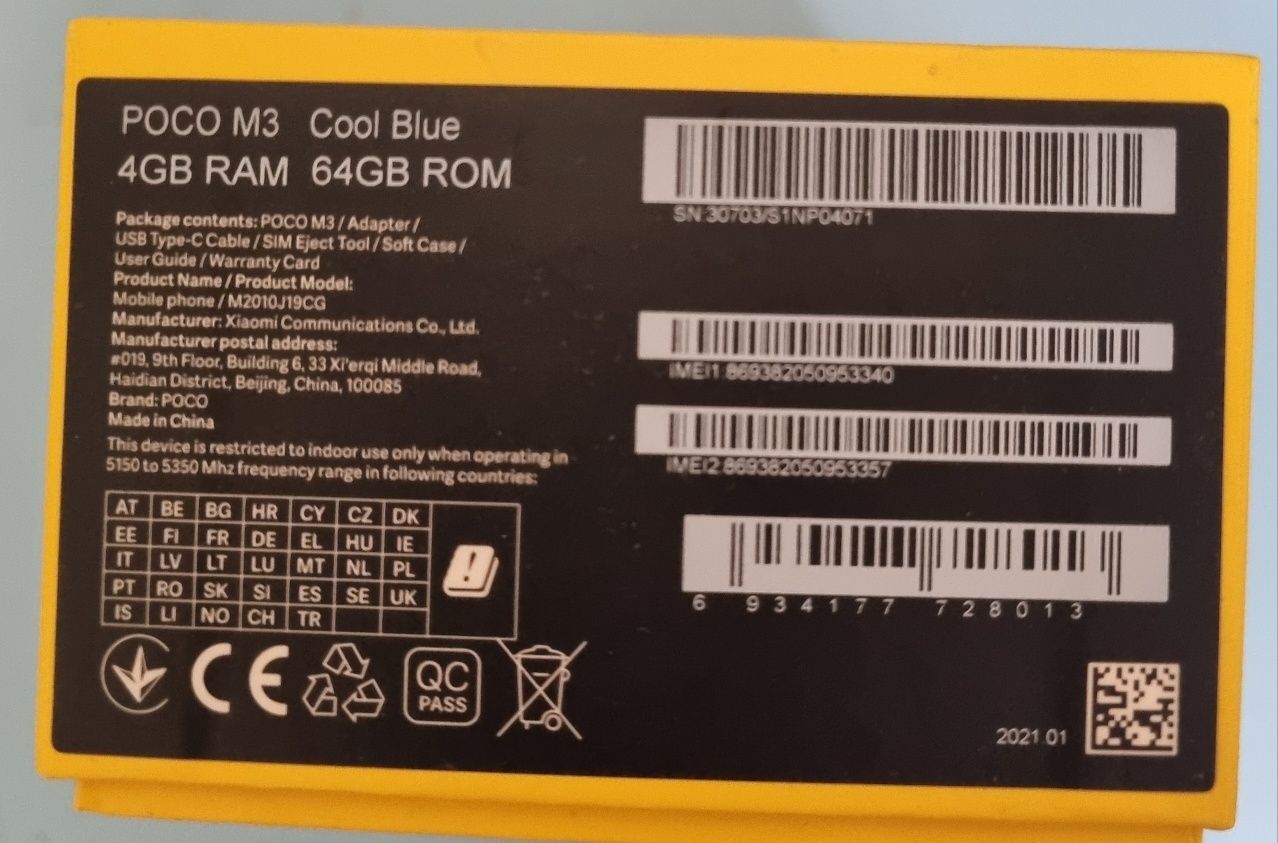 POCO M3 Cool Blue
4GB RAM 64GB ROM
Package contents: POCO M3 / Adapter /
USB Type-C Cable / SIM Eject Tool / Soft Case /
User Guide / Warranty Card
Product Name / Product Model:
Mobile phone / M2010J19CG
Manufacturer: Xiaomi Communications Co., Ltd.
Manufacturer postal address:
#019, 9th Floor, Building 6, 33 Xi'erqi Middle Road,
Haidian District, Beijing, China, 100085
Brand: POCO
Made in China
This device is restricted to indoor use only when operating in
5150 to 5350 Mhz frequency range in following countries:
AT BE BG HR CY CZ DK
EE FI FR DE EL HU IE
IT LV LT LU MT NL PL
PT RO SK SI ES SE UK
IS LI NO CH TR
CE
QC
PASS
SN:30703/S1NP04071
IMEI1:869382050953340
IMEI2:869382050953357
6 934177 728013
2021.01